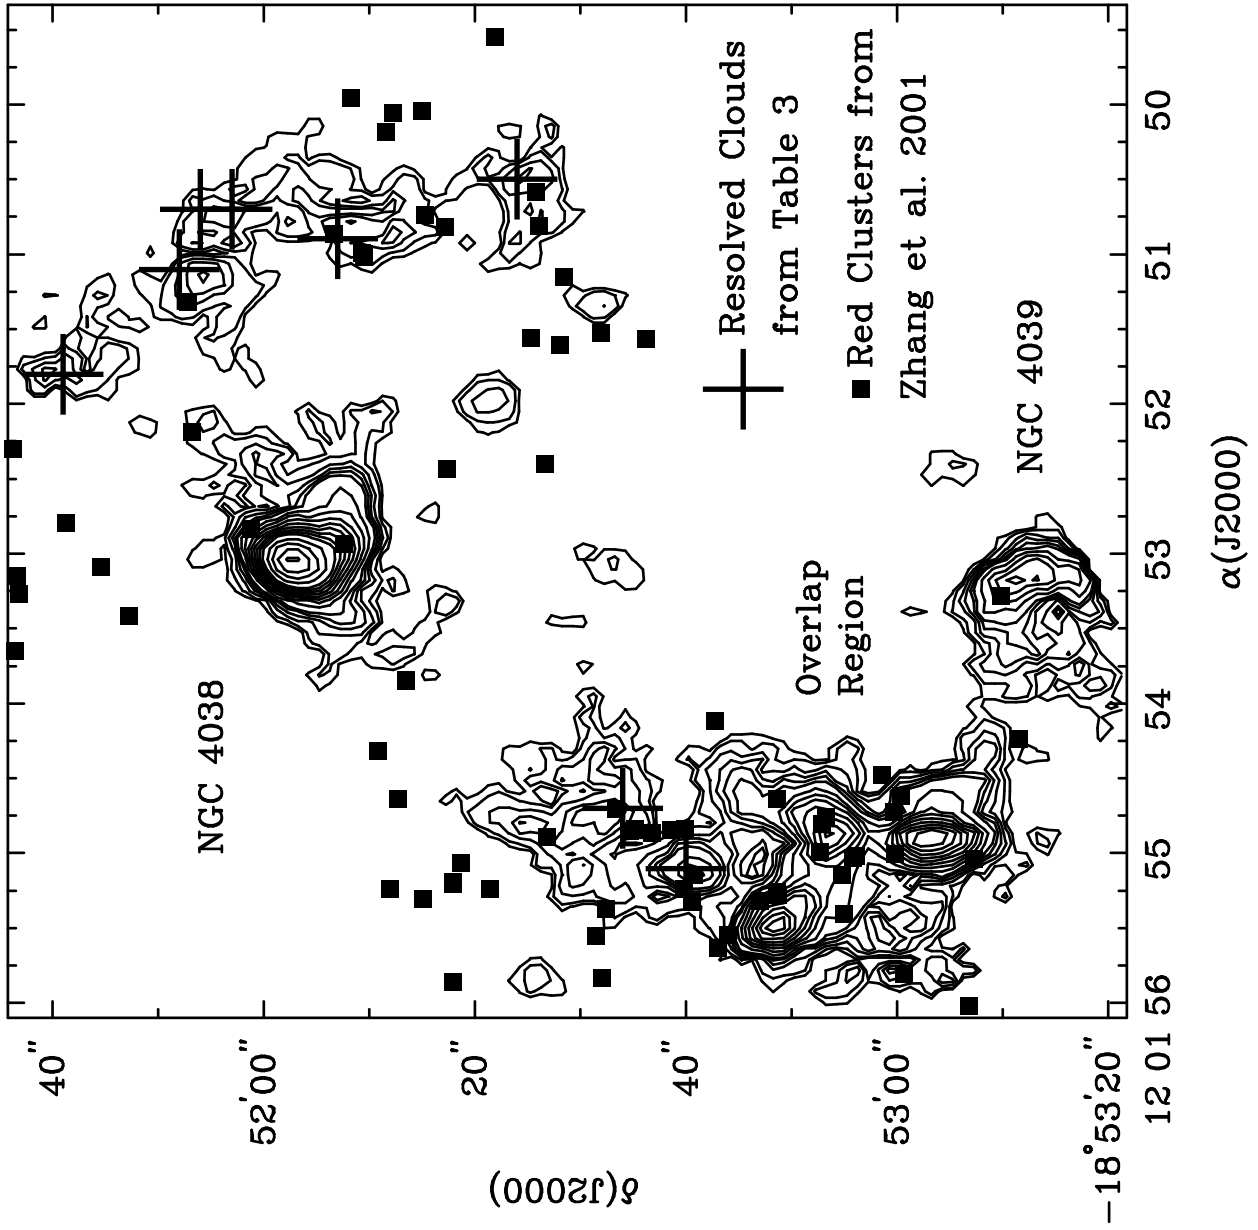 NGC 4038
Overlap
Region
NGC 4039
Resolved Clouds
from Table 3
Red Clusters from
Zhang et al. 2001
40″
52′00″
20″
40″
53′00″
−18°53′20″
δ(J2000)
12 01 56
55
54
53
52
51
50
α(J2000)